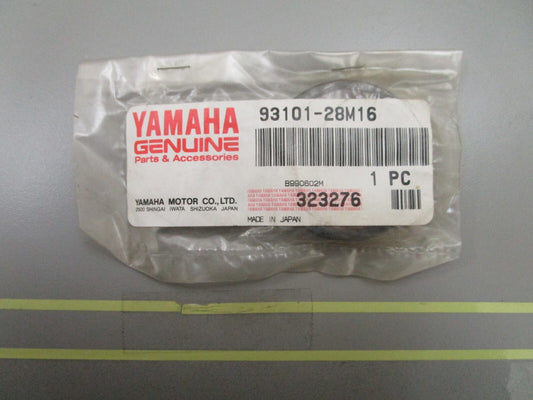 YAMAHA
GENUINE
Parts & Accessories
YAMAHA MOTOR CO., LTD.
2500 SHINGAI IWATA SHIZUOKA JAPAN
93101-28M16
B990602M
1 PC
323276
MADE IN JAPAN